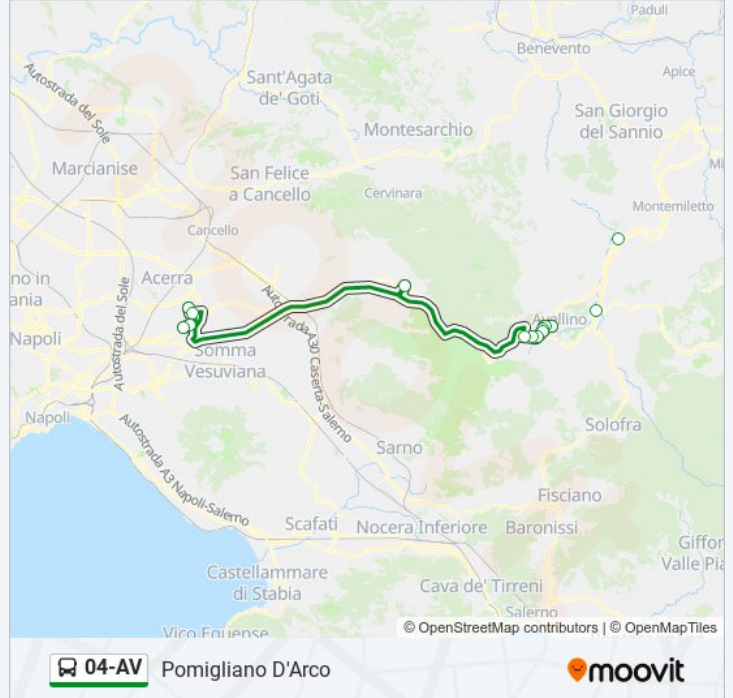 Paduli
Benevento
Apice
Autostrada del Sole
Sant'Agata
de' Goti
San Giorgio
del Sannio
Montesarchio
Marcianise
San Felice
a Cancello
Cervinara
Mi
Montemiletto
Cancello
no in
ania
Acerra
Autostrada del Sole
Autostrada A30 Caserta-Salerno
Avellino
Napoli
Somma
Vesuviana
Napoli
Autostrada A3 Napoli-Salerno
Solofra
Sarno
Fisciano
Scafati
Nocera Inferiore
Baronissi
Giffon
Valle Pia
Castellammare
di Stabia
Cava de' Tirreni
Salerno
© OpenStreetMap contributors | © OpenMapTiles
Vico Equense
04-AV
Pomigliano D'Arco
moovit